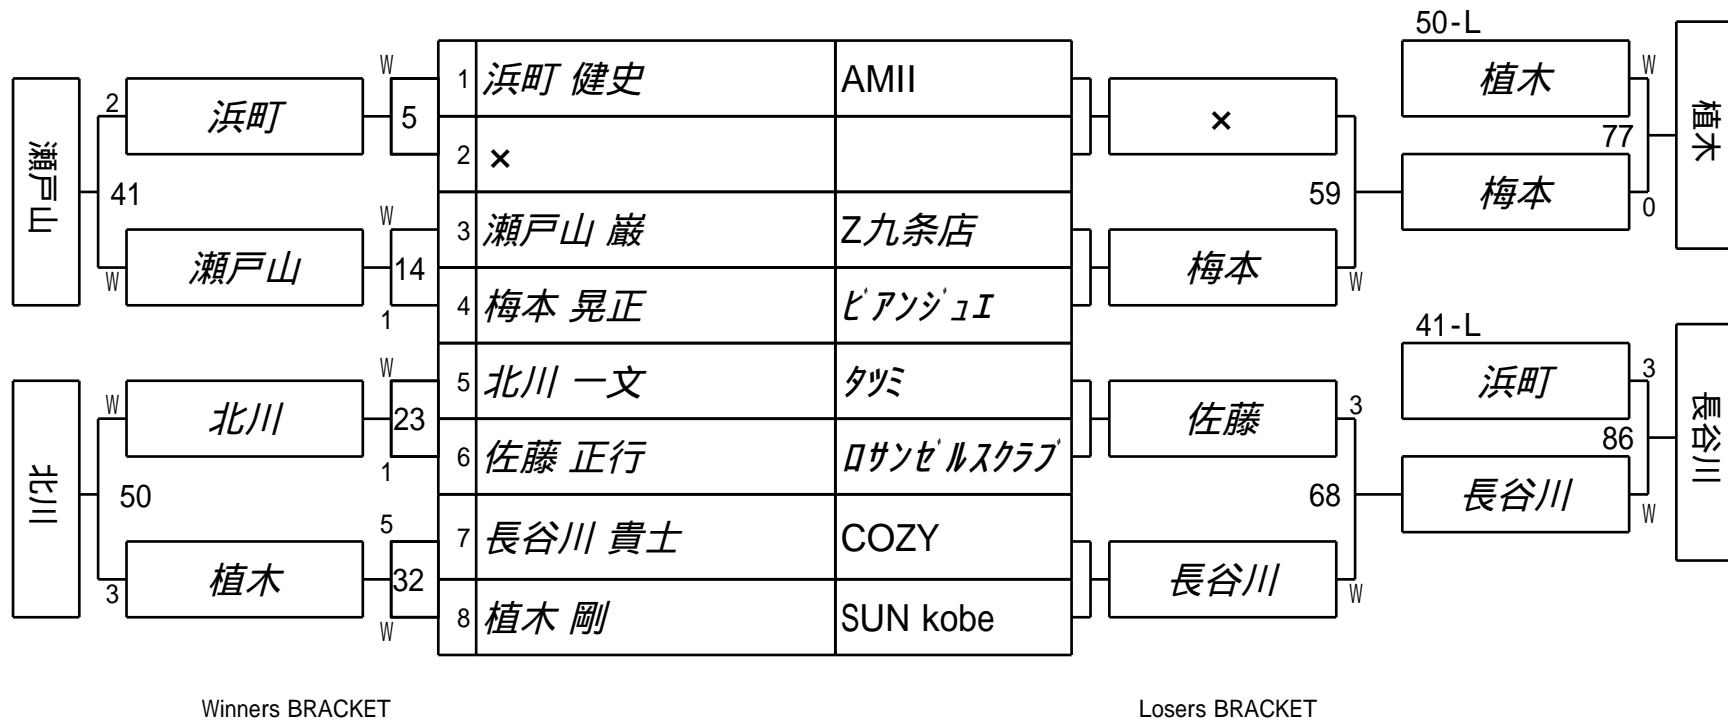 50-L
W
1 浜町 健史 AMII
植木
W
2
浜町
5
×
77
植木
瀬戸山
2 ×
梅本
0
41
W
59
3 瀬戸山 巌 Z九条店
瀬戸山
W
14
梅本
W
4 梅本 晃正 ビアンジュエ
1
41-L
W
5 北川 一文 タツミ
浜町
3
W
北川
23
佐藤
3
86
長谷川
6 佐藤 正行 ロサンゼルスクラブ
1
長谷川
W
北川
50
68
5
7 長谷川 貴士 COZY
3
植木
32
長谷川
W
8 植木 剛 SUN kobe
W
Winners BRACKET
Losers BRACKET